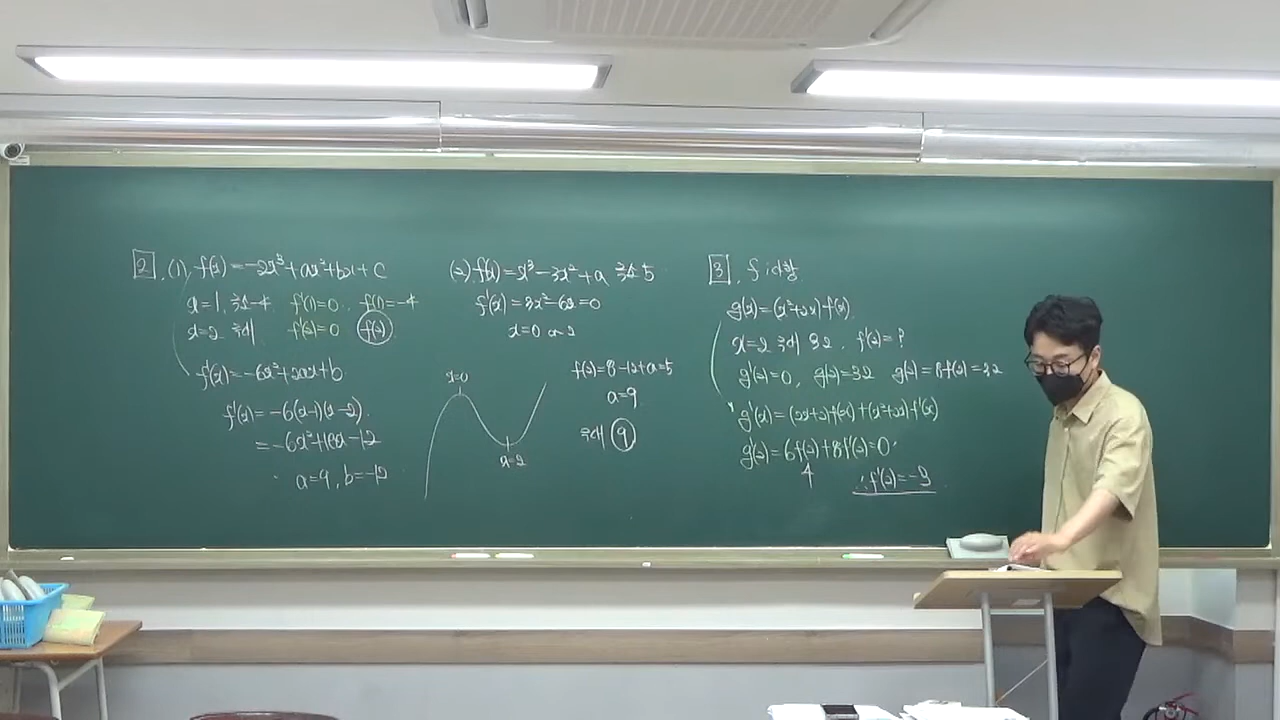 2. (1) f(x)=-2x³+ax²+bx+c
x=1, 극소-4 f'(1)=0. f(1)=-4
x=2 극대 f'(2)=0 f(2)
f'(x)=-6x²+2ax+b
f'(x)=-6(x-1)(x-2).
=-6x²+18x-12
∴ a=9, b=-12
(2) f(x)=x³-3x²+a 극소 5
f'(x)=3x²-6x=0
x=0 or 2
x=0
x=2
f(2)=8-12+a=5
a=9
극대 9
3. f 다항
g(x)=(x²+2x)f(x)
x=2 극대 32. f'(2)=?
g'(2)=0, g(2)=32 g(2)=8f(2)=32
g'(x)=(2x+2)f(x)+(x²+2x)f'(x)
g'(2)=6f(2)+8f'(2)=0
4
∴f'(2)=-3